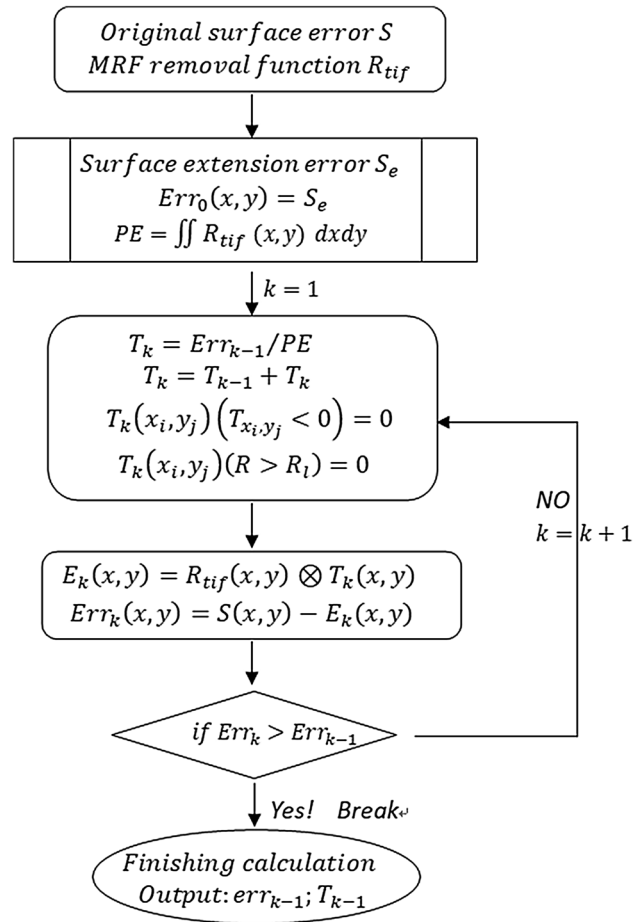 Original surface error S
MRF removal function R_tif
Surface extension error S_e
Err_0(x, y) = S_e
PE = ∬ R_tif (x, y) dxdy
k = 1
T_k = Err_{k−1}/PE
T_k = T_{k−1} + T_k
T_k(x_i, y_j)(T_{x_i,y_j} < 0) = 0
T_k(x_i, y_j)(R > R_l) = 0
NO
k = k + 1
E_k(x, y) = R_tif(x, y) ⊗ T_k(x, y)
Err_k(x, y) = S(x, y) − E_k(x, y)
if Err_k > Err_{k−1}
Yes! Break↵
Finishing calculation
Output: err_{k−1}; T_{k−1}